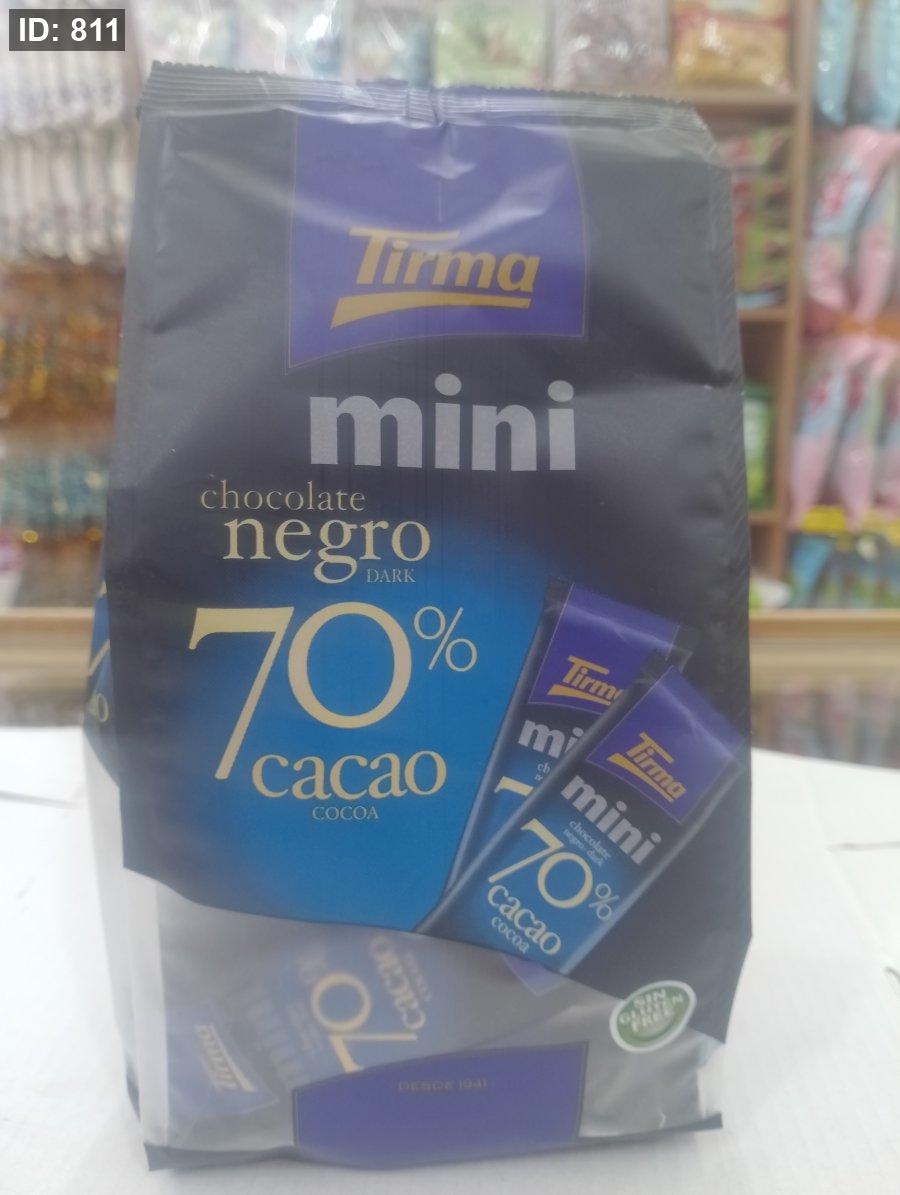 ID: 811
Tirma
mini
chocolate
negro
DARK
70%
cacao
COCOA
Tirma
mini
Tirma
mini
chocolate
negro-dark
70%
cacao
cocoa
SIN
GLUTEN
FREE
70
cacao
Tirma
DESDE 1941